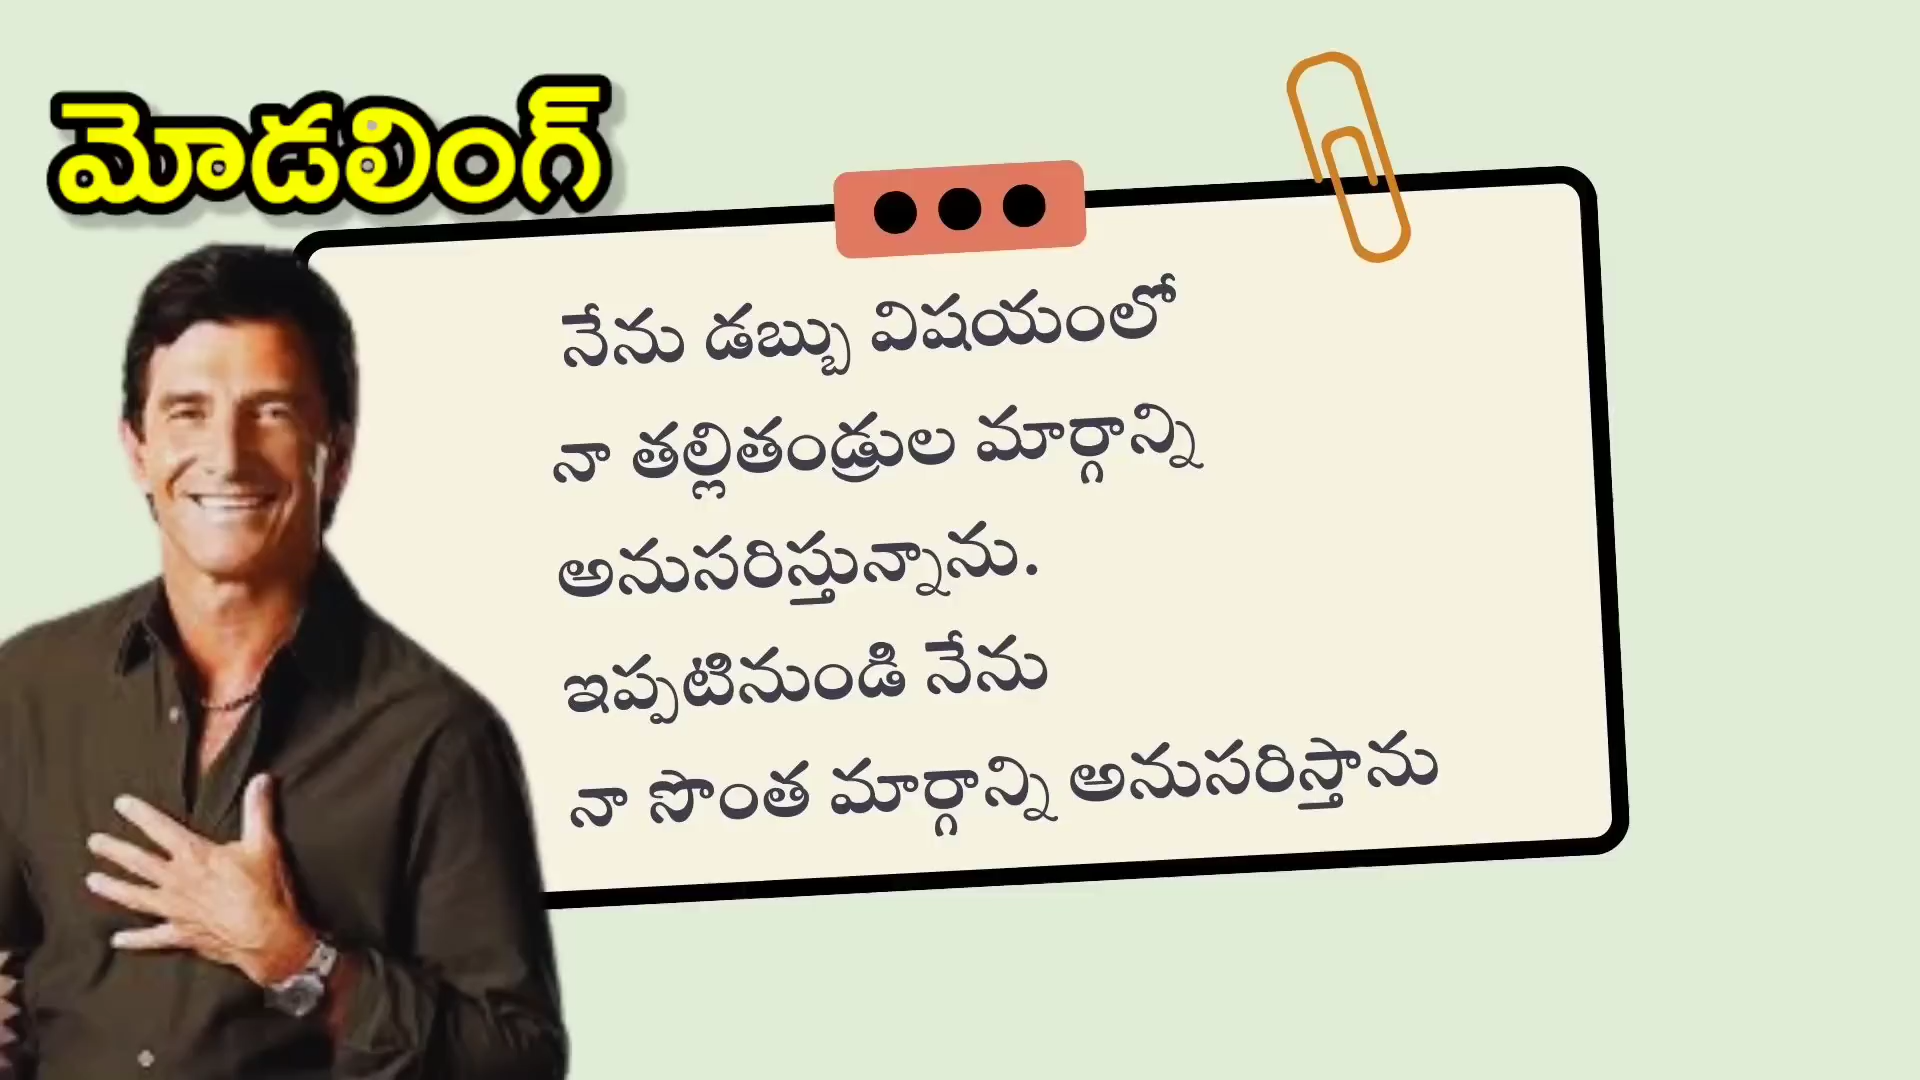 మోడలింగ్
నేను డబ్బు విషయంలో
నా తల్లితండ్రుల మార్గాన్ని
అనుసరిస్తున్నాను.
ఇప్పటినుండి నేను
నా సొంత మార్గాన్ని అనుసరిస్తాను